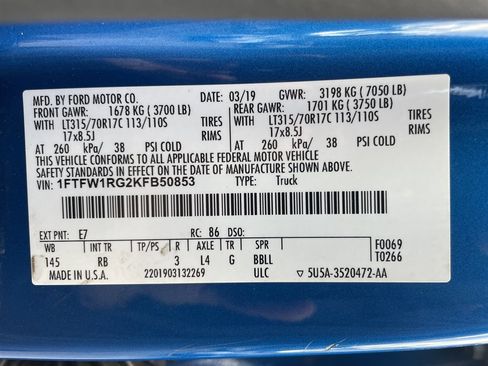 MFD. BY FORD MOTOR CO. DATE: 03/19 GVWR: 3198 KG (7050 LB)
FRONT GAWR: 1678 KG (3700 LB) REAR GAWR: 1701 KG (3750 LB)
WITH LT315/70R17C 113/110S TIRES WITH LT315/70R17C 113/110S TIRES
17x8.5J RIMS 17x8.5J RIMS
AT 260 kPa/ 38 PSI COLD AT 260 kPa/ 38 PSI COLD
THIS VEHICLE CONFORMS TO ALL APPLICABLE FEDERAL MOTOR VEHICLE
SAFETY STANDARDS IN EFFECT ON THE DATE OF MANUFACTURE SHOWN ABOVE.
VIN: 1FTFW1RG2KFB50853 TYPE: Truck
EXT PNT: E7 RC: 86 DSO:
WB INT TR TP/PS R AXLE TR SPR F0069
145 RB 3 L4 G BBLL T0266
MADE IN U.S.A. 2201903132269 ULC ▽ 5U5A-3520472-AA